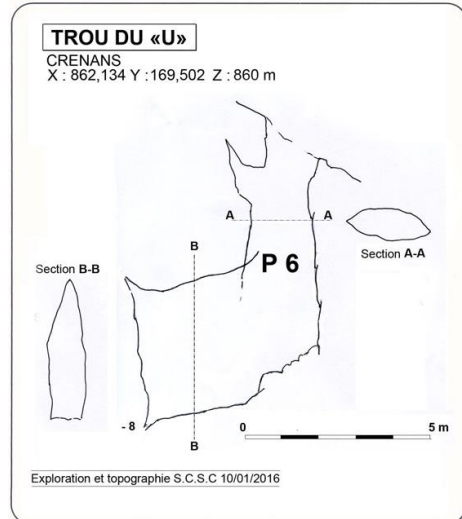 TROU DU «U»
CRENANS
X : 862,134 Y :169,502 Z : 860 m
A A
Section A-A
B
P 6
Section B-B
- 8
B
0 5 m
Exploration et topographie S.C.S.C 10/01/2016